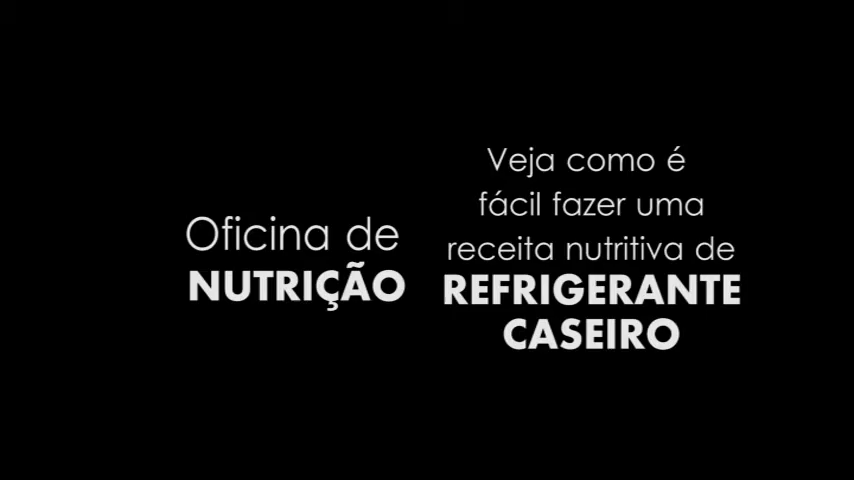 Oficina de
NUTRIÇÃO
Veja como é
fácil fazer uma
receita nutritiva de
REFRIGERANTE
CASEIRO